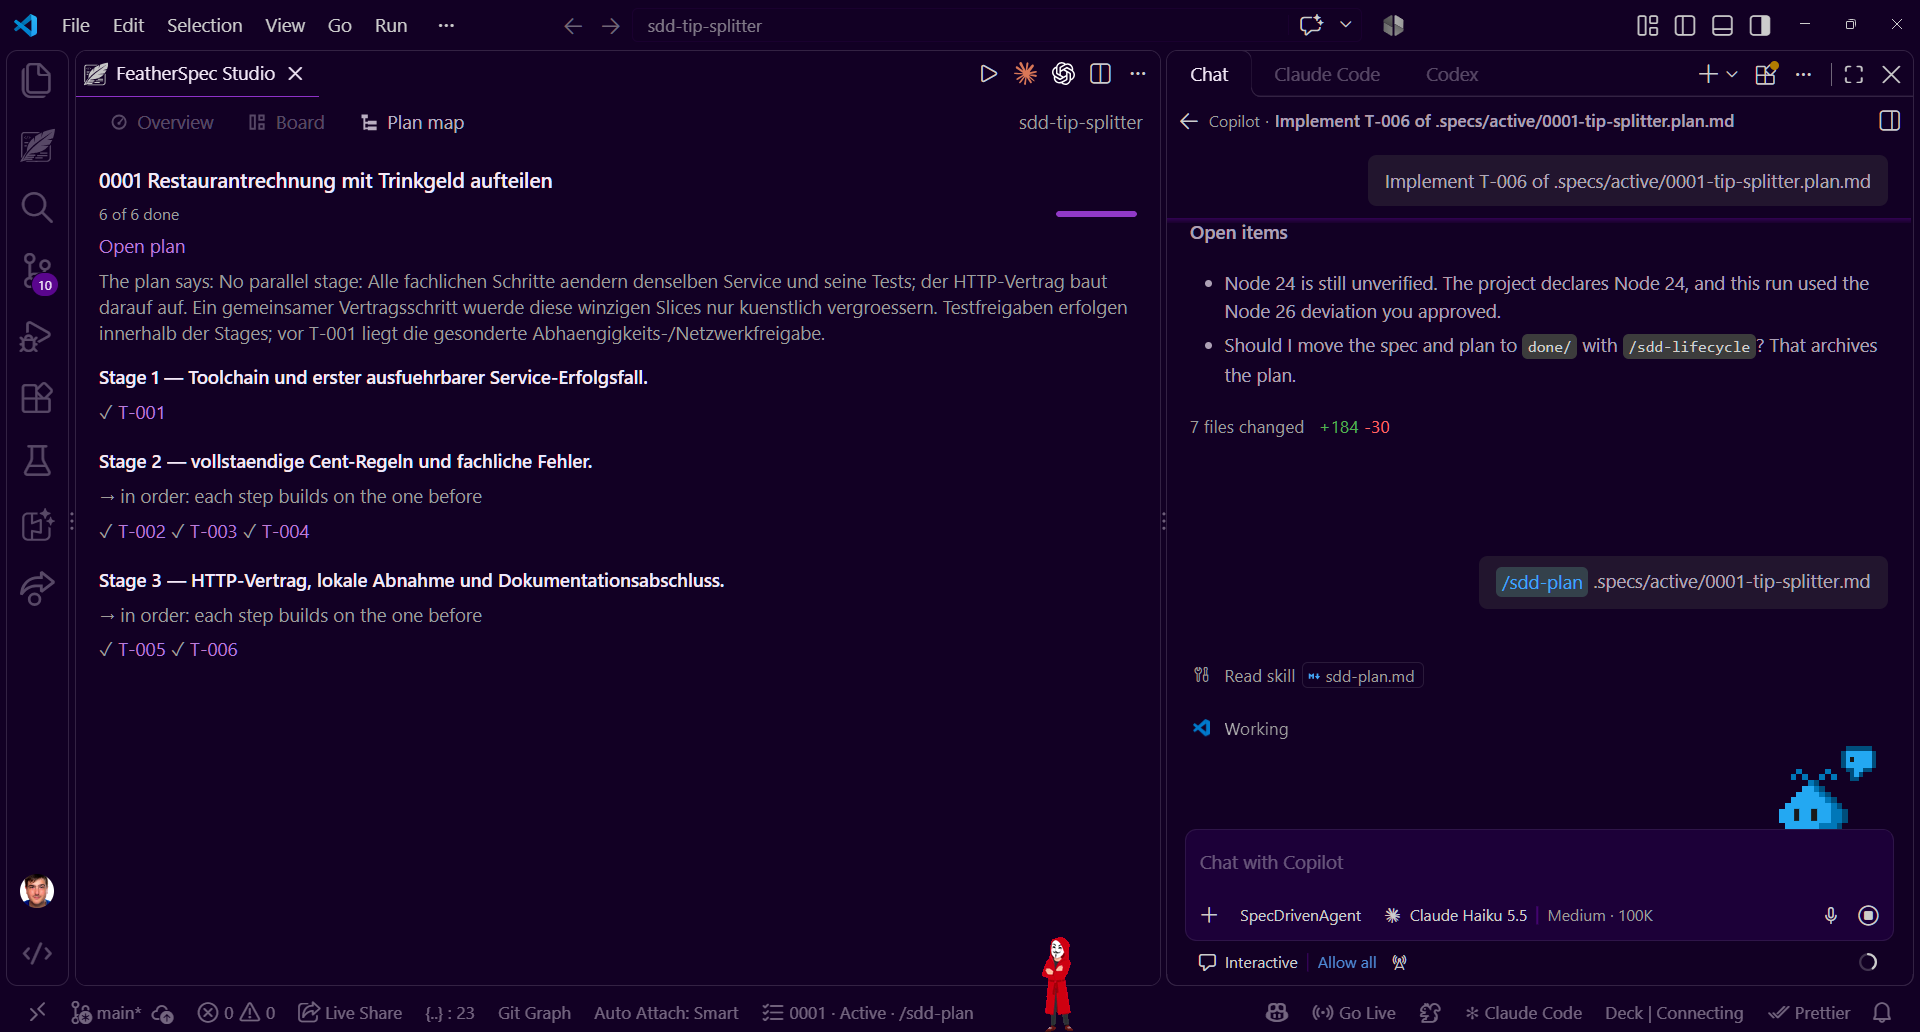 File Edit Selection View Go Run ···
sdd-tip-splitter
FeatherSpec Studio
Overview Board Plan map
sdd-tip-splitter
0001 Restaurantrechnung mit Trinkgeld aufteilen
6 of 6 done
Open plan
The plan says: No parallel stage: Alle fachlichen Schritte aendern denselben Service und seine Tests; der HTTP-Vertrag baut
darauf auf. Ein gemeinsamer Vertragsschritt wuerde diese winzigen Slices nur kuenstlich vergroessern. Testfreigaben erfolgen
innerhalb der Stages; vor T-001 liegt die gesonderte Abhaengigkeits-/Netzwerkfreigabe.
Stage 1 — Toolchain und erster ausfuehrbarer Service-Erfolgsfall.
✓ T-001
Stage 2 — vollstaendige Cent-Regeln und fachliche Fehler.
→ in order: each step builds on the one before
✓ T-002 ✓ T-003 ✓ T-004
Stage 3 — HTTP-Vertrag, lokale Abnahme und Dokumentationsabschluss.
→ in order: each step builds on the one before
✓ T-005 ✓ T-006
10
Chat Claude Code Codex
Copilot · Implement T-006 of .specs/active/0001-tip-splitter.plan.md
Implement T-006 of .specs/active/0001-tip-splitter.plan.md
Open items
• Node 24 is still unverified. The project declares Node 24, and this run used the
Node 26 deviation you approved.
• Should I move the spec and plan to done/ with /sdd-lifecycle? That archives
the plan.
7 files changed +184 -30
/sdd-plan .specs/active/0001-tip-splitter.md
Read skill sdd-plan.md
Working
Chat with Copilot
SpecDrivenAgent Claude Haiku 5.5 Medium · 100K
Interactive Allow all
main* 0 0 Live Share {..} : 23 Git Graph Auto Attach: Smart 0001 · Active · /sdd-plan
Go Live Claude Code Deck | Connecting Prettier